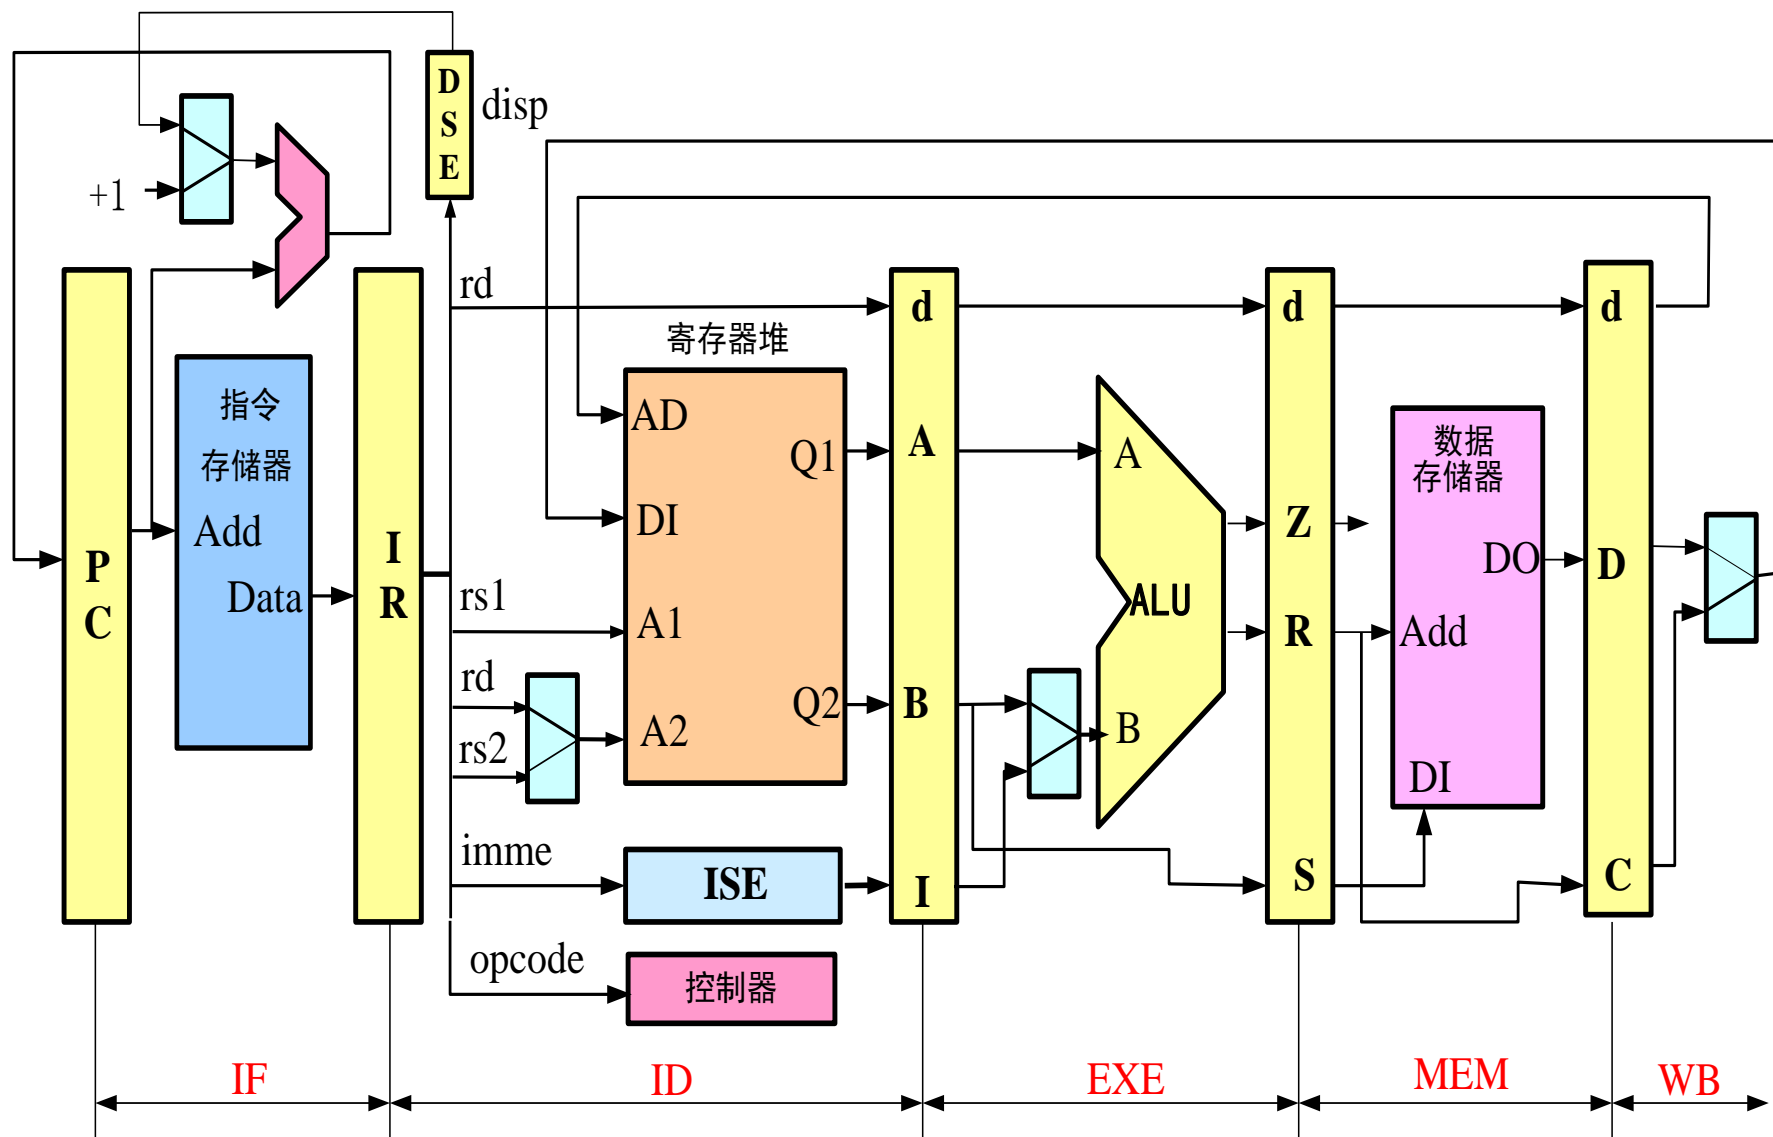 D
S
E
disp
+1
rd
d
d
d
寄存器堆
指令
存储器
Add
Data
P
C
I
R
AD
Q1
DI
rs1
A1
rd
Q2
rs2
A2
imme
ISE
opcode
控制器
A
B
I
A
ALU
B
Z
R
S
数据
存储器
DO
Add
DI
D
C
IF
ID
EXE
MEM
WB